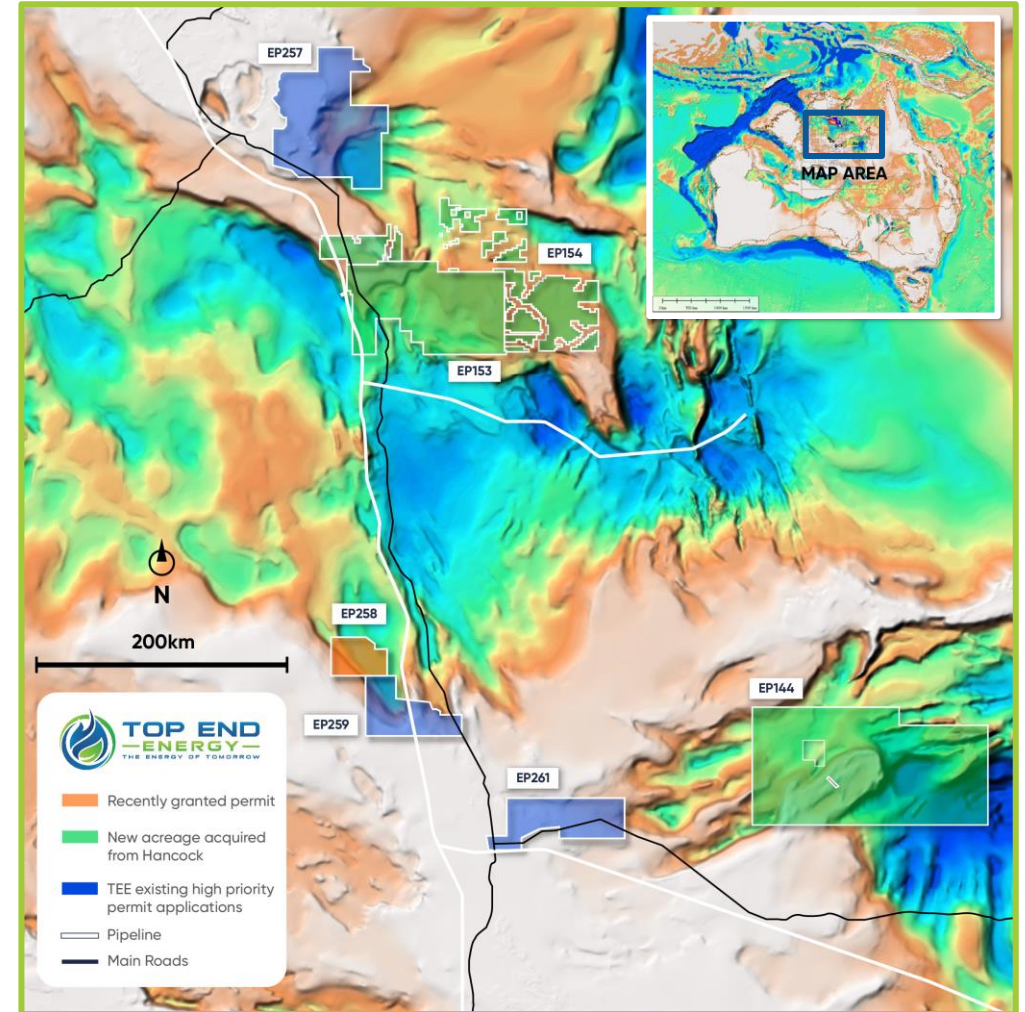 EP257
MAP AREA
EP154
EP153
N
200km
EP258
EP144
EP259
EP261
TOP END
ENERGY
THE ENERGY OF TOMORROW
Recently granted permit
New acreage acquired
from Hancock
TEE existing high priority
permit applications
Pipeline
Main Roads